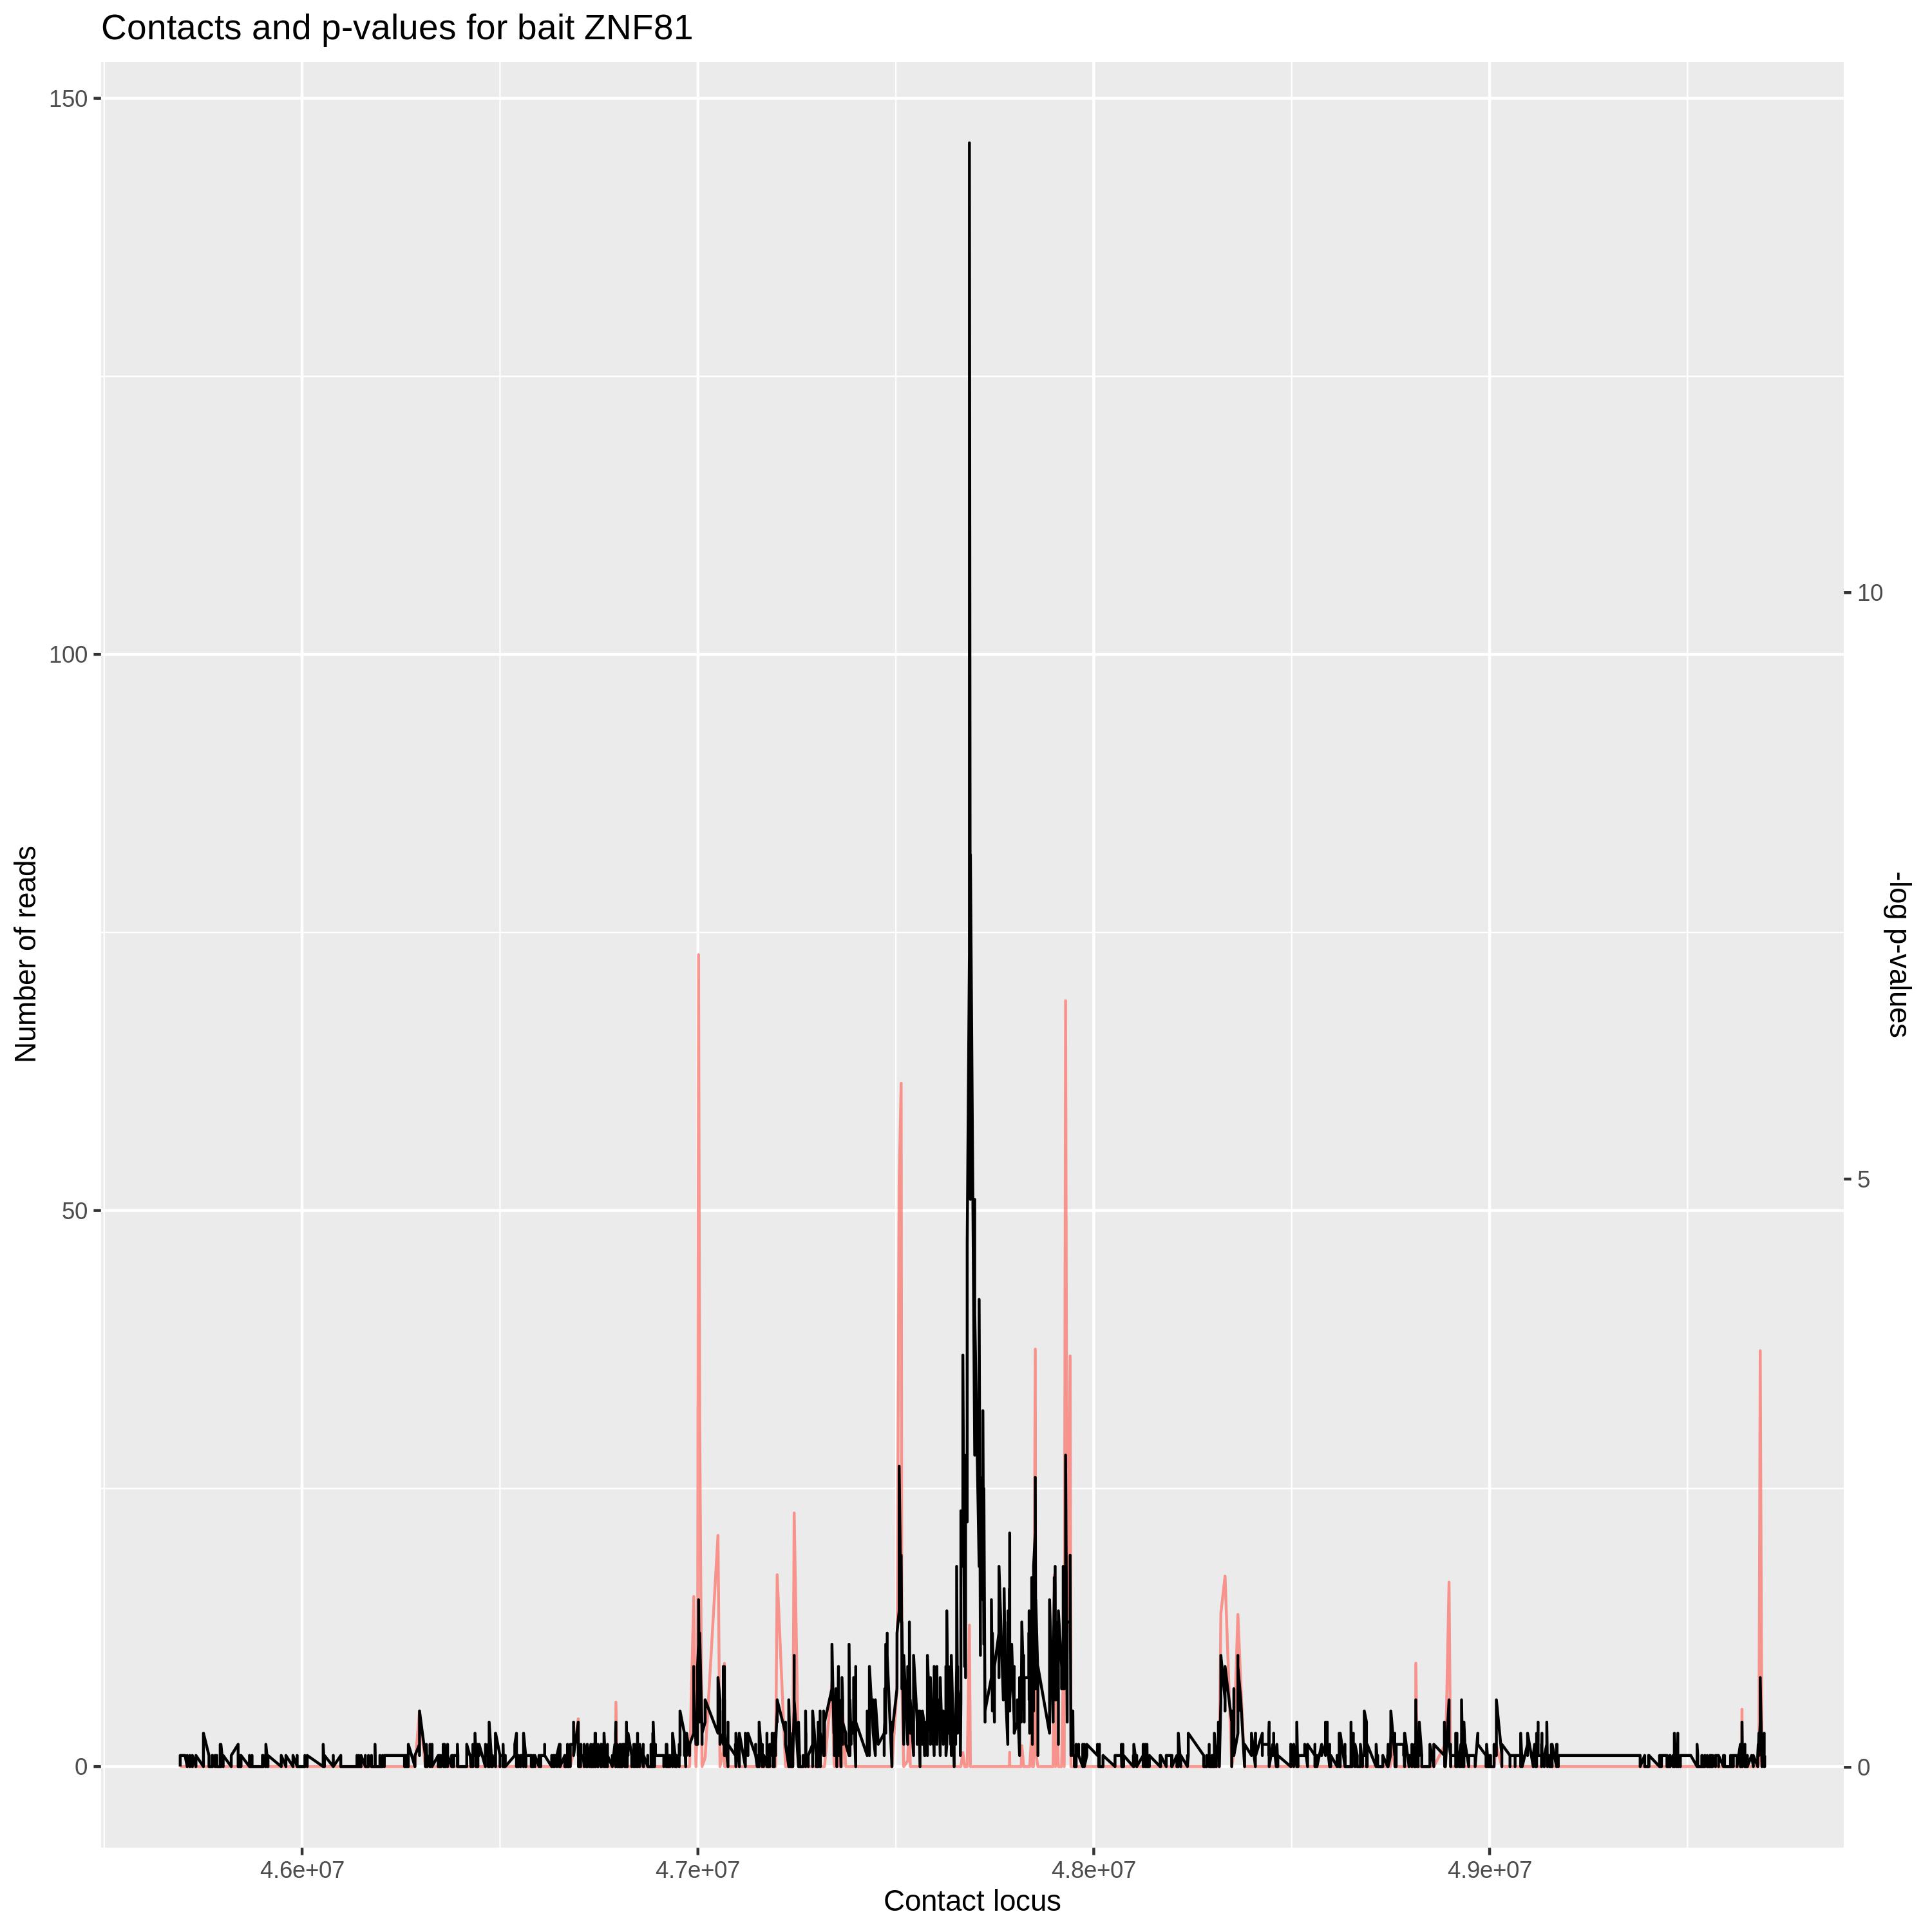 Contacts and p-values for bait ZNF81
150
100
50
0
Number of reads
10
5
0
-log p-values
4.6e+07
4.7e+07
4.8e+07
4.9e+07
Contact locus